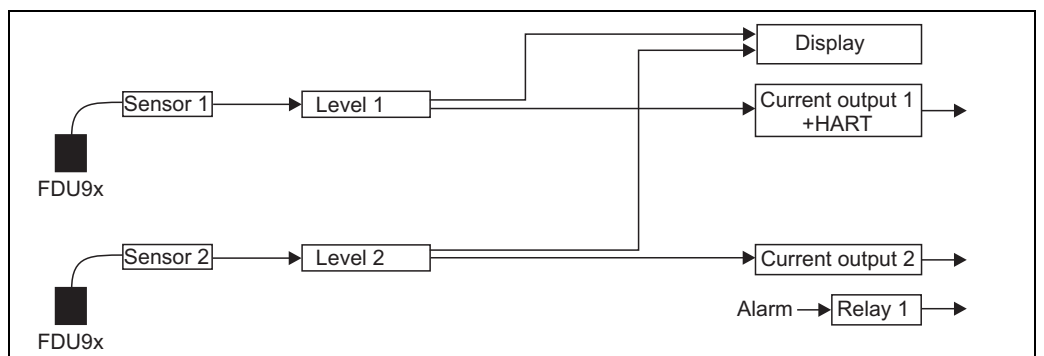 Display
Sensor 1
Level 1
Current output 1
+HART
FDU9x
Sensor 2
Level 2
Current output 2
Alarm
Relay 1
FDU9x